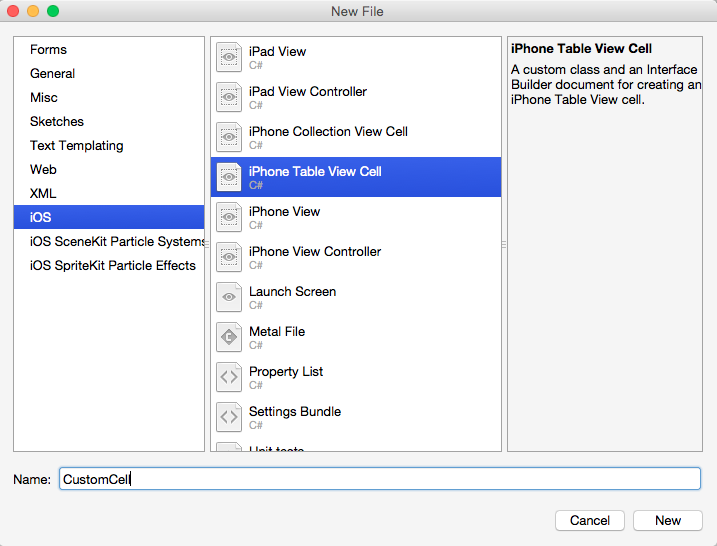 New File
Forms
General
Misc
Sketches
Text Templating
Web
XML
iOS
iOS SceneKit Particle Systems
iOS SpriteKit Particle Effects
iPad View
C#
iPad View Controller
C#
iPhone Collection View Cell
C#
iPhone Table View Cell
C#
iPhone View
C#
iPhone View Controller
C#
Launch Screen
C#
Metal File
C#
Property List
C#
Settings Bundle
C#
Unit tests
iPhone Table View Cell
A custom class and an Interface
Builder document for creating an
iPhone Table View cell.
Name:
CustomCell
Cancel
New